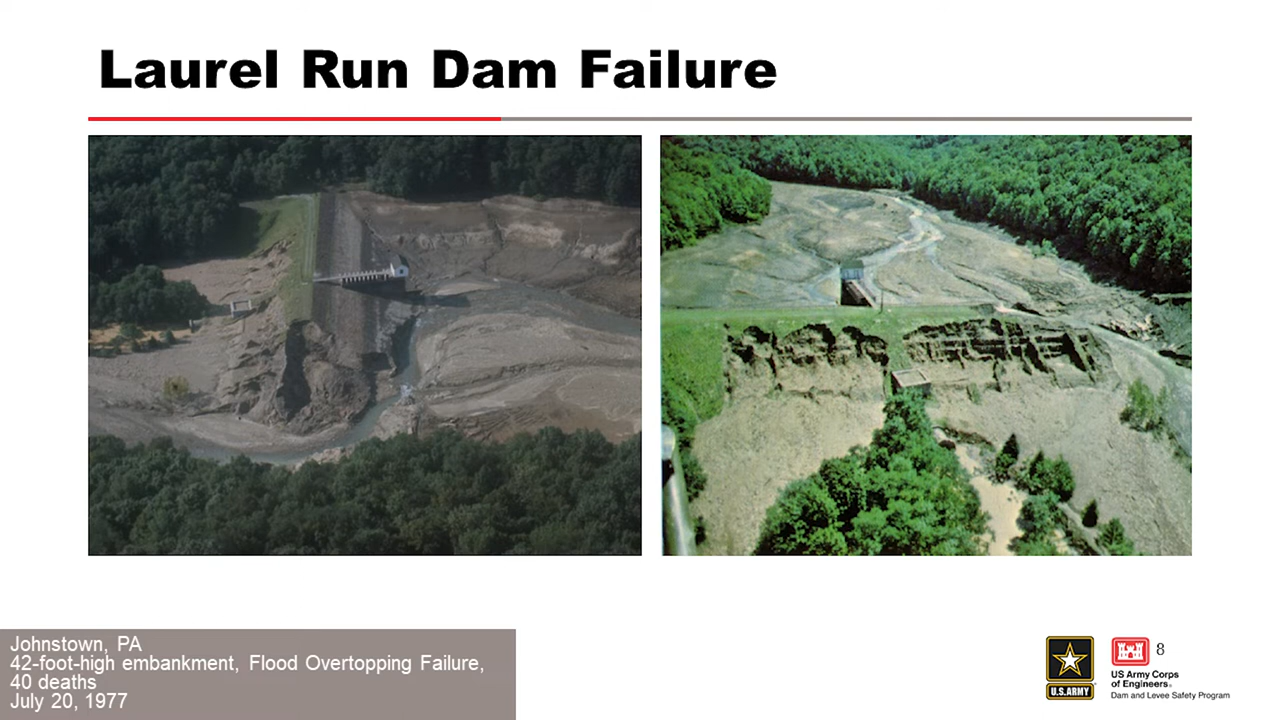 Laurel Run Dam Failure
Johnstown, PA
42-foot-high embankment, Flood Overtopping Failure,
40 deaths
July 20, 1977
U.S.ARMY
8
US Army Corps
of Engineers®
Dam and Levee Safety Program